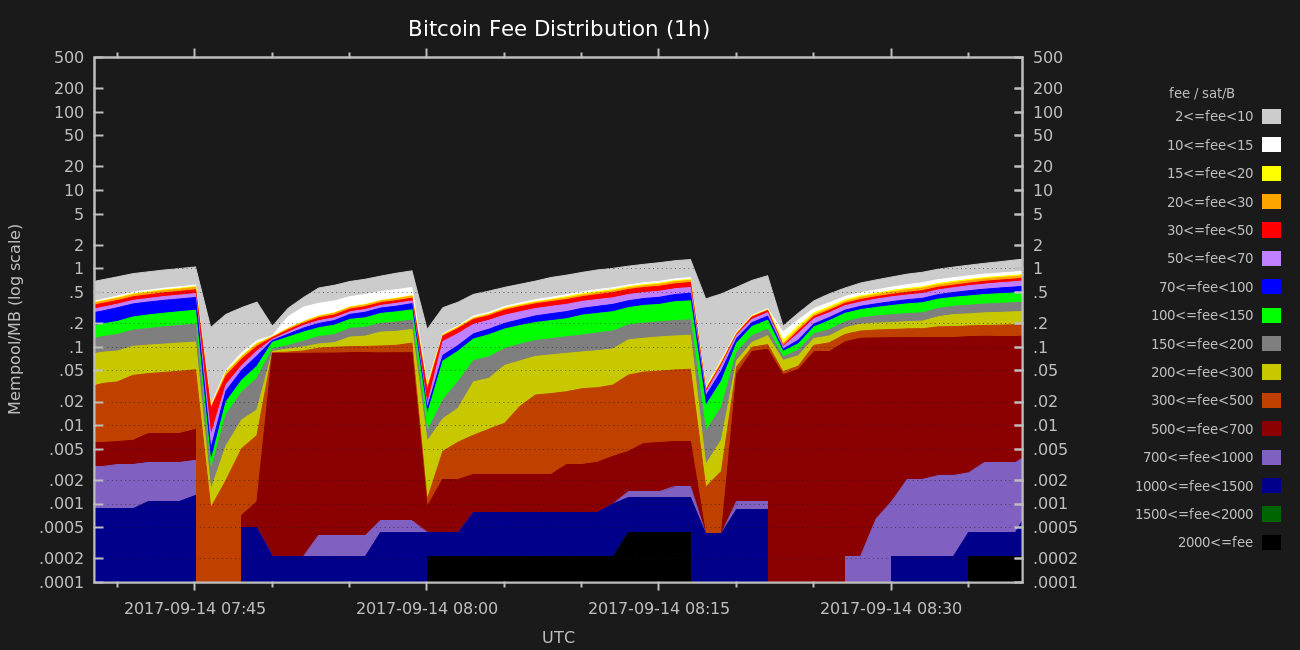 Bitcoin Fee Distribution (1h)
500
200
100
50
20
10
5
2
1
.5
.2
.1
.05
.02
.01
.005
.002
.001
.0005
.0002
.0001
Mempool/MB (log scale)
500
200
100
50
20
10
5
2
1
.5
.2
.1
.05
.02
.01
.005
.002
.001
.0005
.0002
.0001
2017-09-14 07:45
2017-09-14 08:00
2017-09-14 08:15
2017-09-14 08:30
UTC
fee / sat/B
2<=fee<10
10<=fee<15
15<=fee<20
20<=fee<30
30<=fee<50
50<=fee<70
70<=fee<100
100<=fee<150
150<=fee<200
200<=fee<300
300<=fee<500
500<=fee<700
700<=fee<1000
1000<=fee<1500
1500<=fee<2000
2000<=fee